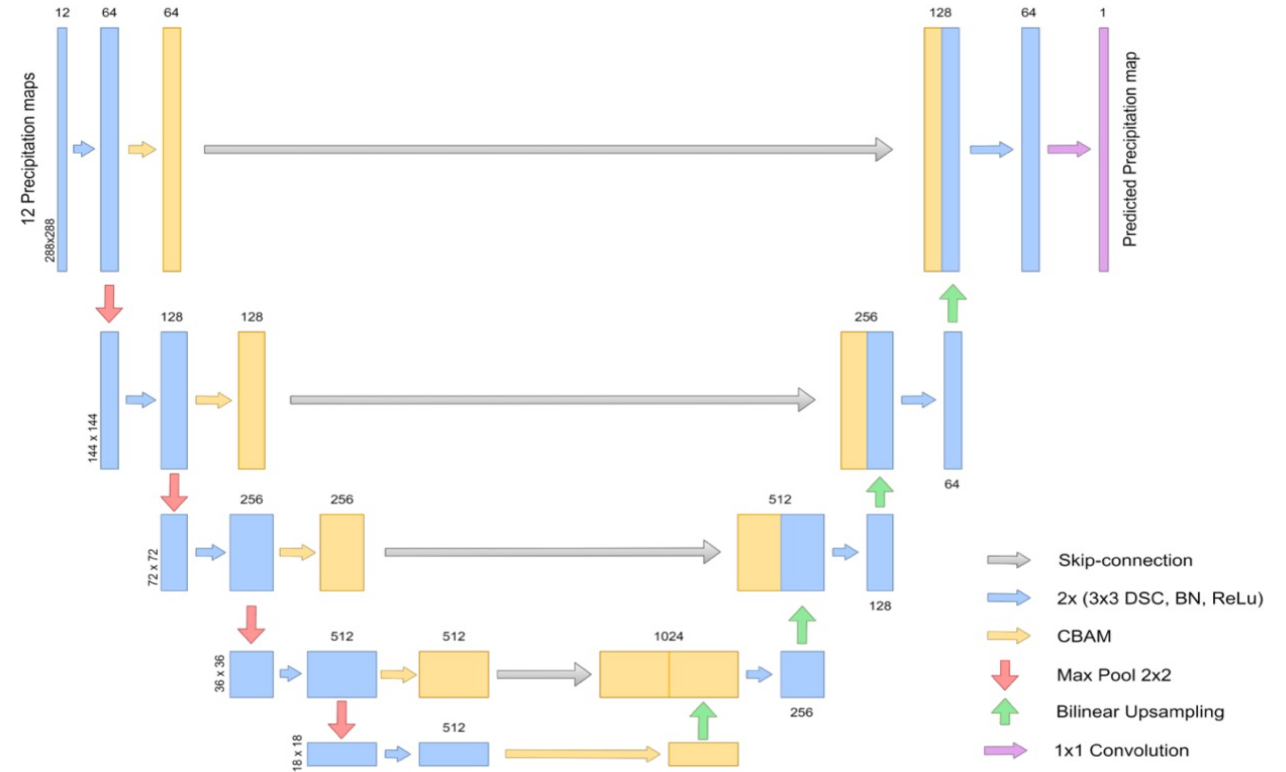 12
64
64
128
64
1
12 Precipitation maps
288x288
Predicted Precipitation map
128
128
256
144 x 144
64
256
256
512
72 x 72
128
512
512
1024
36 x 36
256
512
18 x 18
Skip-connection
2x (3x3 DSC, BN, ReLu)
CBAM
Max Pool 2x2
Bilinear Upsampling
1x1 Convolution